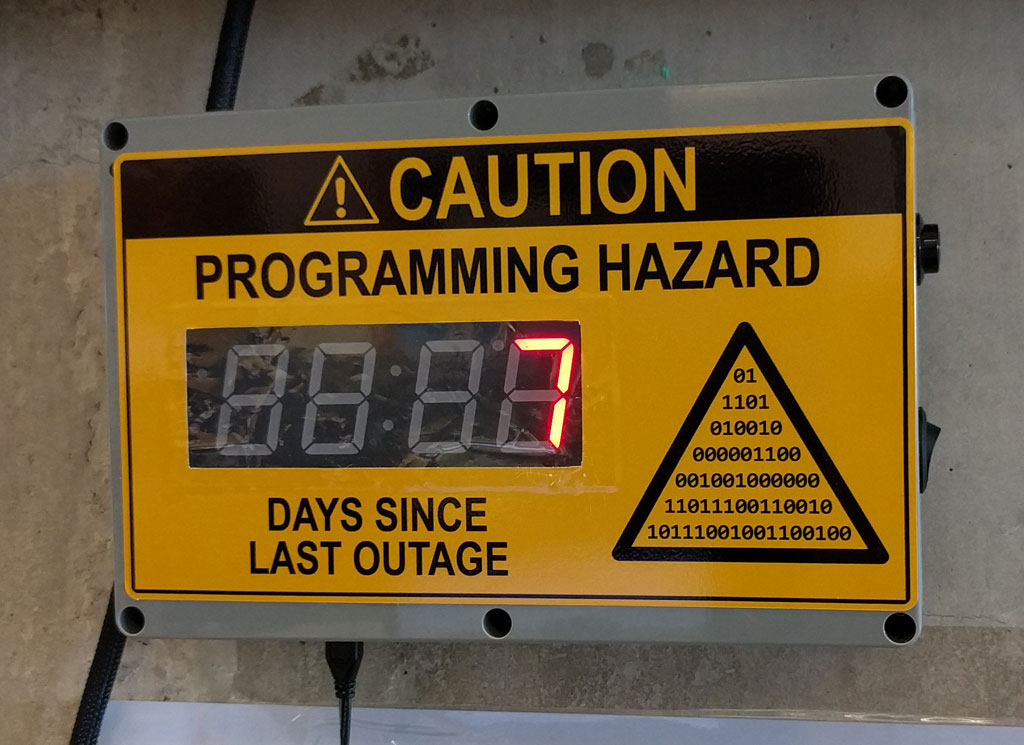 CAUTION
PROGRAMMING HAZARD
7
DAYS SINCE
LAST OUTAGE
01
1101
010010
000001100
001001000000
11011100110010
10111001001100100